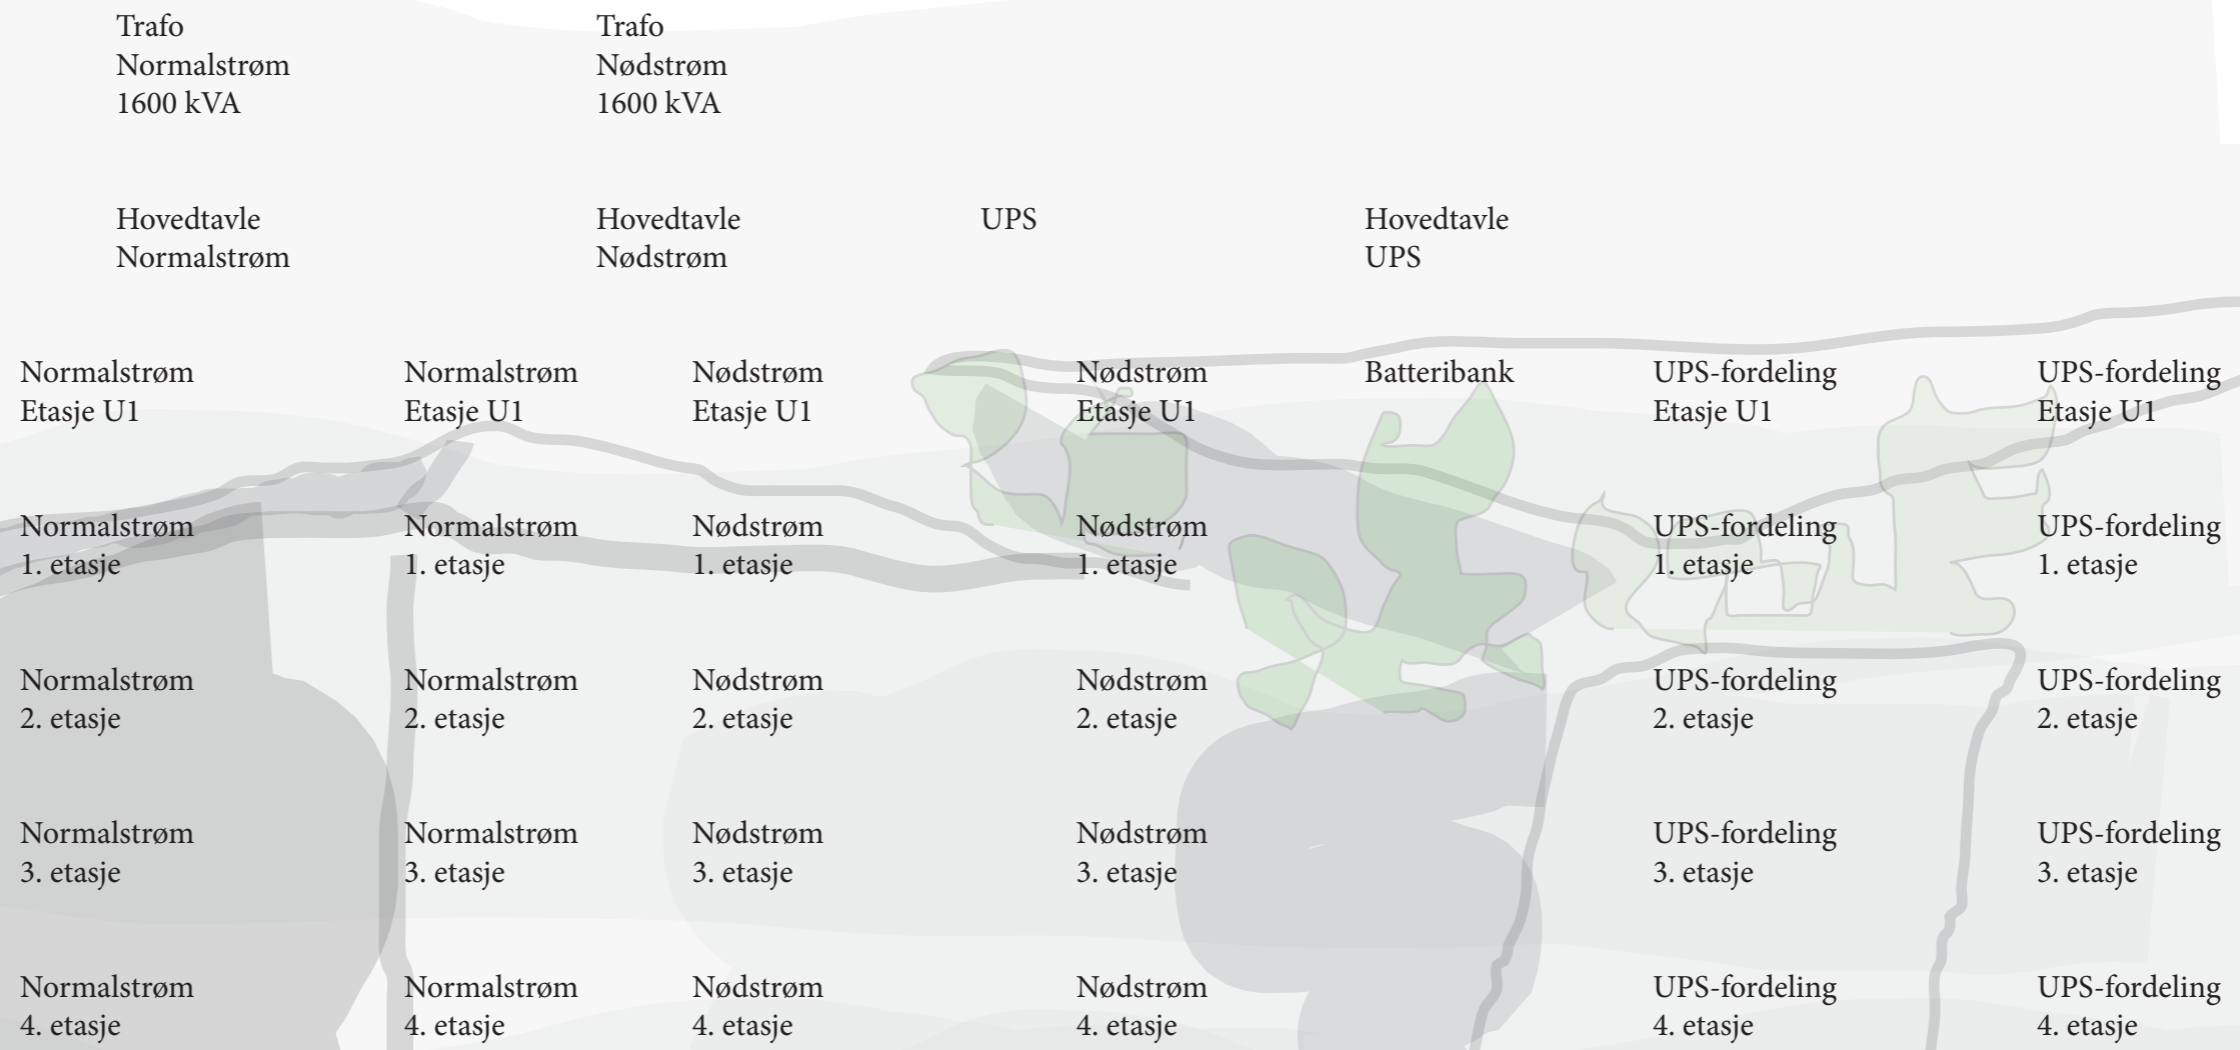 Trafo
Normalstrøm
1600 kVA
Trafo
Nødstrøm
1600 kVA
Hovedtavle
Normalstrøm
Hovedtavle
Nødstrøm
UPS
Hovedtavle
UPS
Normalstrøm
Etasje U1
Normalstrøm
Etasje U1
Nødstrøm
Etasje U1
Nødstrøm
Etasje U1
Batteribank
UPS-fordeling
Etasje U1
UPS-fordeling
Etasje U1
Normalstrøm
1. etasje
Normalstrøm
1. etasje
Nødstrøm
1. etasje
Nødstrøm
1. etasje
UPS-fordeling
1. etasje
UPS-fordeling
1. etasje
Normalstrøm
2. etasje
Normalstrøm
2. etasje
Nødstrøm
2. etasje
Nødstrøm
2. etasje
UPS-fordeling
2. etasje
UPS-fordeling
2. etasje
Normalstrøm
3. etasje
Normalstrøm
3. etasje
Nødstrøm
3. etasje
Nødstrøm
3. etasje
UPS-fordeling
3. etasje
UPS-fordeling
3. etasje
Normalstrøm
4. etasje
Normalstrøm
4. etasje
Nødstrøm
4. etasje
Nødstrøm
4. etasje
UPS-fordeling
4. etasje
UPS-fordeling
4. etasje